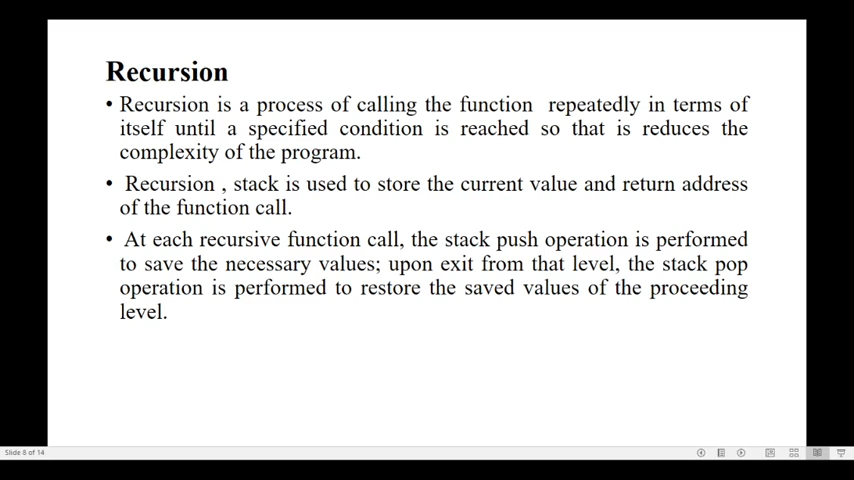 Recursion
• Recursion is a process of calling the function repeatedly in terms of
itself until a specified condition is reached so that is reduces the
complexity of the program.
• Recursion , stack is used to store the current value and return address
of the function call.
• At each recursive function call, the stack push operation is performed
to save the necessary values; upon exit from that level, the stack pop
operation is performed to restore the saved values of the proceeding
level.
Slide 8 of 14